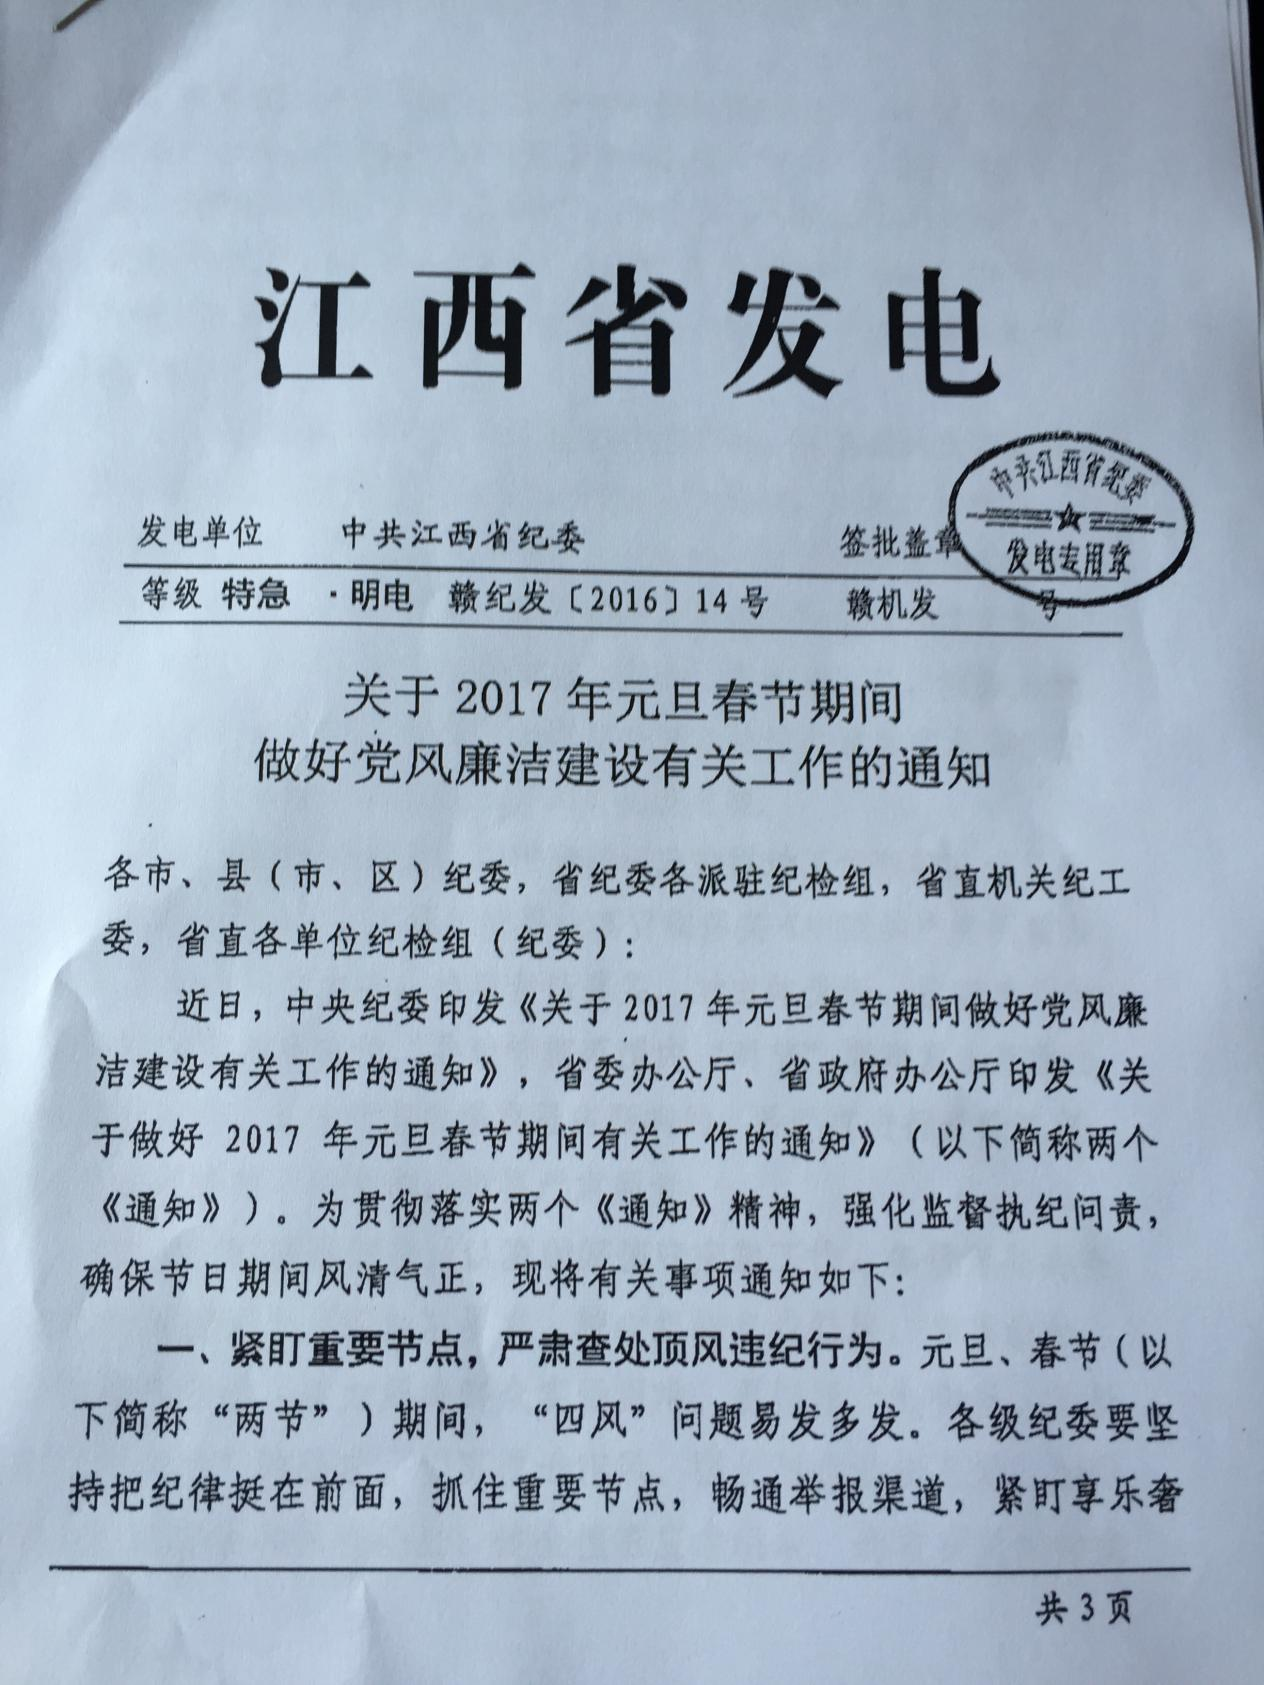 江西省发电
中共江西省纪委
发电专用章
发电单位 中共江西省纪委 签批盖章
等级 特急 ·明电 赣纪发〔2016〕14号 赣机发 号
关于 2017 年元旦春节期间
做好党风廉洁建设有关工作的通知
各市、县（市、区）纪委，省纪委各派驻纪检组，省直机关纪工
委，省直各单位纪检组（纪委）：
近日，中央纪委印发《关于 2017 年元旦春节期间做好党风廉
洁建设有关工作的通知》，省委办公厅、省政府办公厅印发《关
于做好 2017 年元旦春节期间有关工作的通知》（以下简称两个
《通知》）。为贯彻落实两个《通知》精神，强化监督执纪问责，
确保节日期间风清气正，现将有关事项通知如下：
一、紧盯重要节点，严肃查处顶风违纪行为。元旦、春节（以
下简称“两节”）期间，“四风”问题易发多发。各级纪委要坚
持把纪律挺在前面，抓住重要节点，畅通举报渠道，紧盯享乐奢
共 3 页